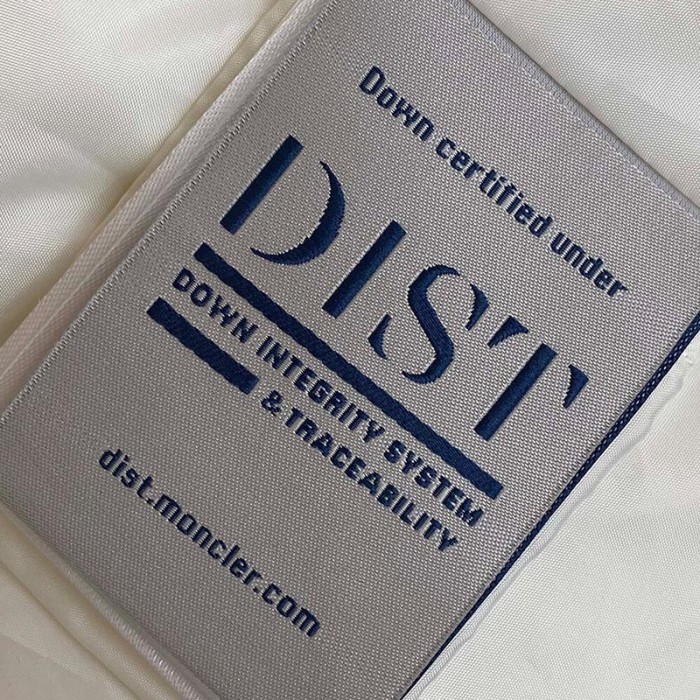 Down certified under
DIST
DOWN INTEGRITY SYSTEM
& TRACEABILITY
dist.moncler.com